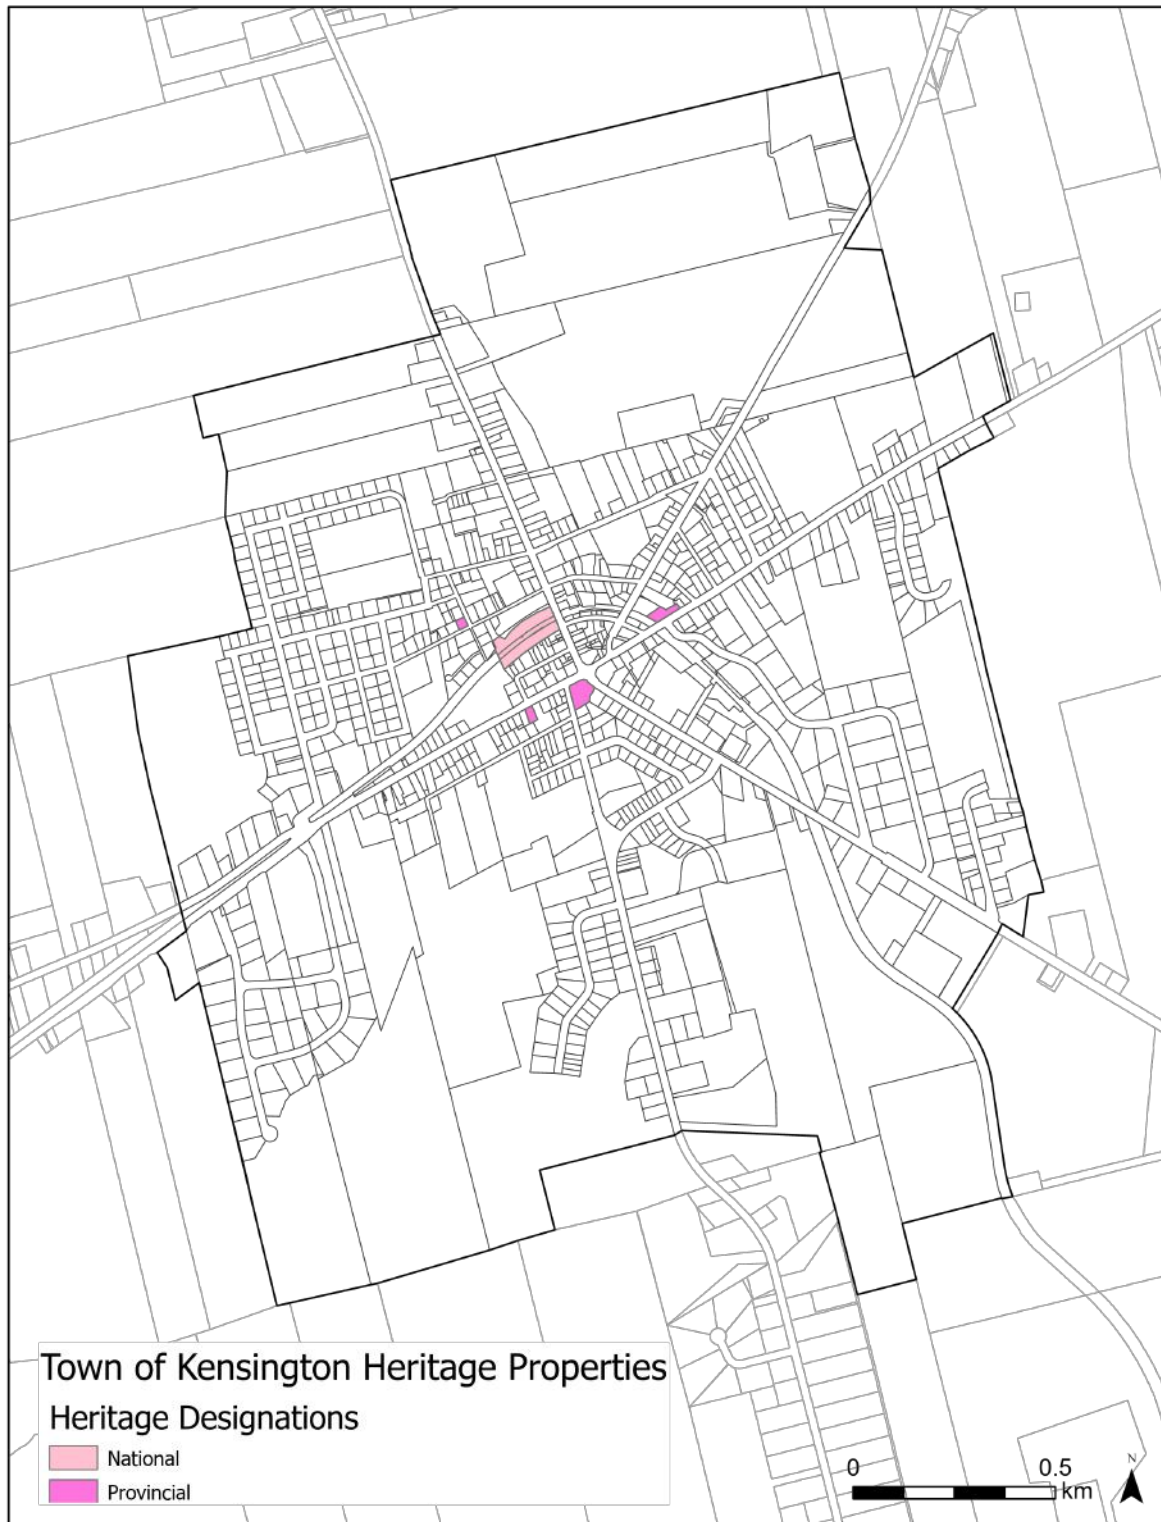 Town of Kensington Heritage Properties
Heritage Designations
National
Provincial
0 0.5
km
N